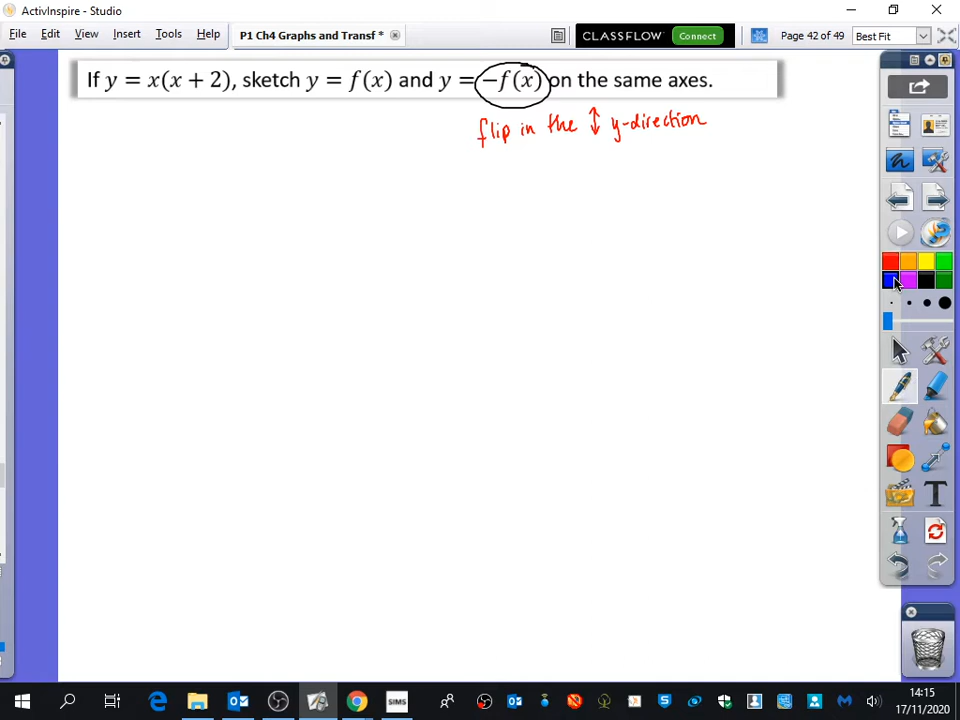 ActivInspire - Studio
File Edit View Insert Tools Help
P1 Ch4 Graphs and Transf *
CLASSFLOW Connect
Page 42 of 49
Best Fit
If y = x(x + 2), sketch y = f(x) and y = −f(x) on the same axes.
flip in the ↕ y-direction
T
SIMS
14:15
17/11/2020